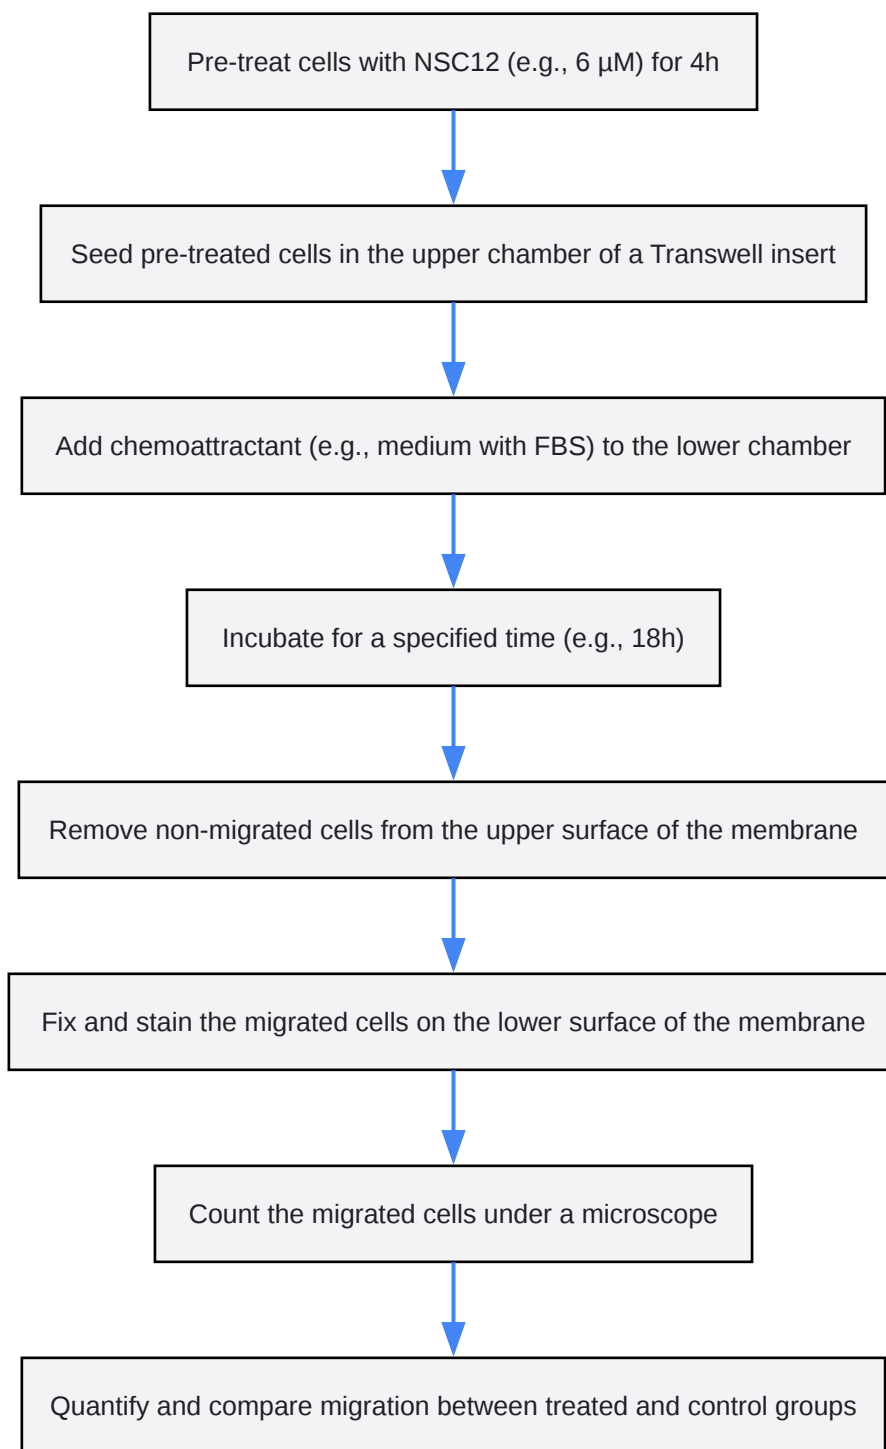 Pre-treat cells with NSC12 (e.g., 6 µM) for 4h
Seed pre-treated cells in the upper chamber of a Transwell insert
Add chemoattractant (e.g., medium with FBS) to the lower chamber
Incubate for a specified time (e.g., 18h)
Remove non-migrated cells from the upper surface of the membrane
Fix and stain the migrated cells on the lower surface of the membrane
Count the migrated cells under a microscope
Quantify and compare migration between treated and control groups